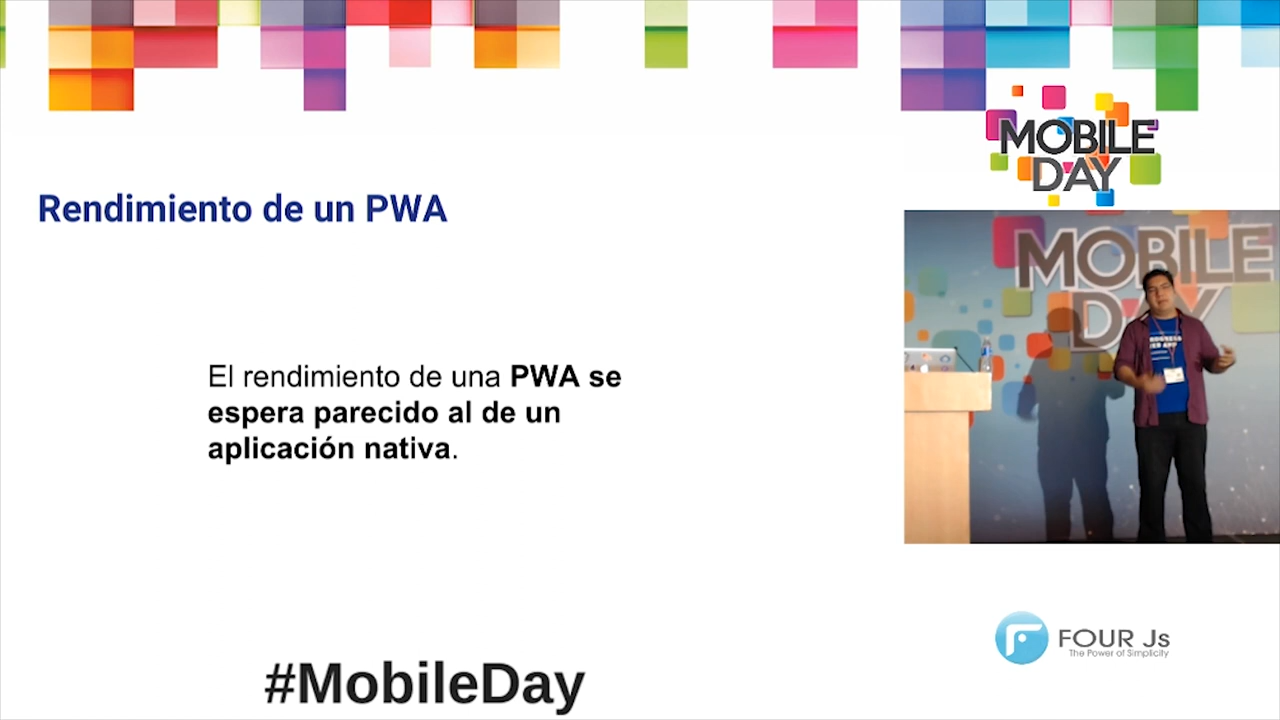 MOBILE
DAY
Rendimiento de un PWA
MOBILE
DAY
El rendimiento de una PWA se
espera parecido al de un
aplicación nativa.
FOUR Js
The Power of Simplicity
#MobileDay